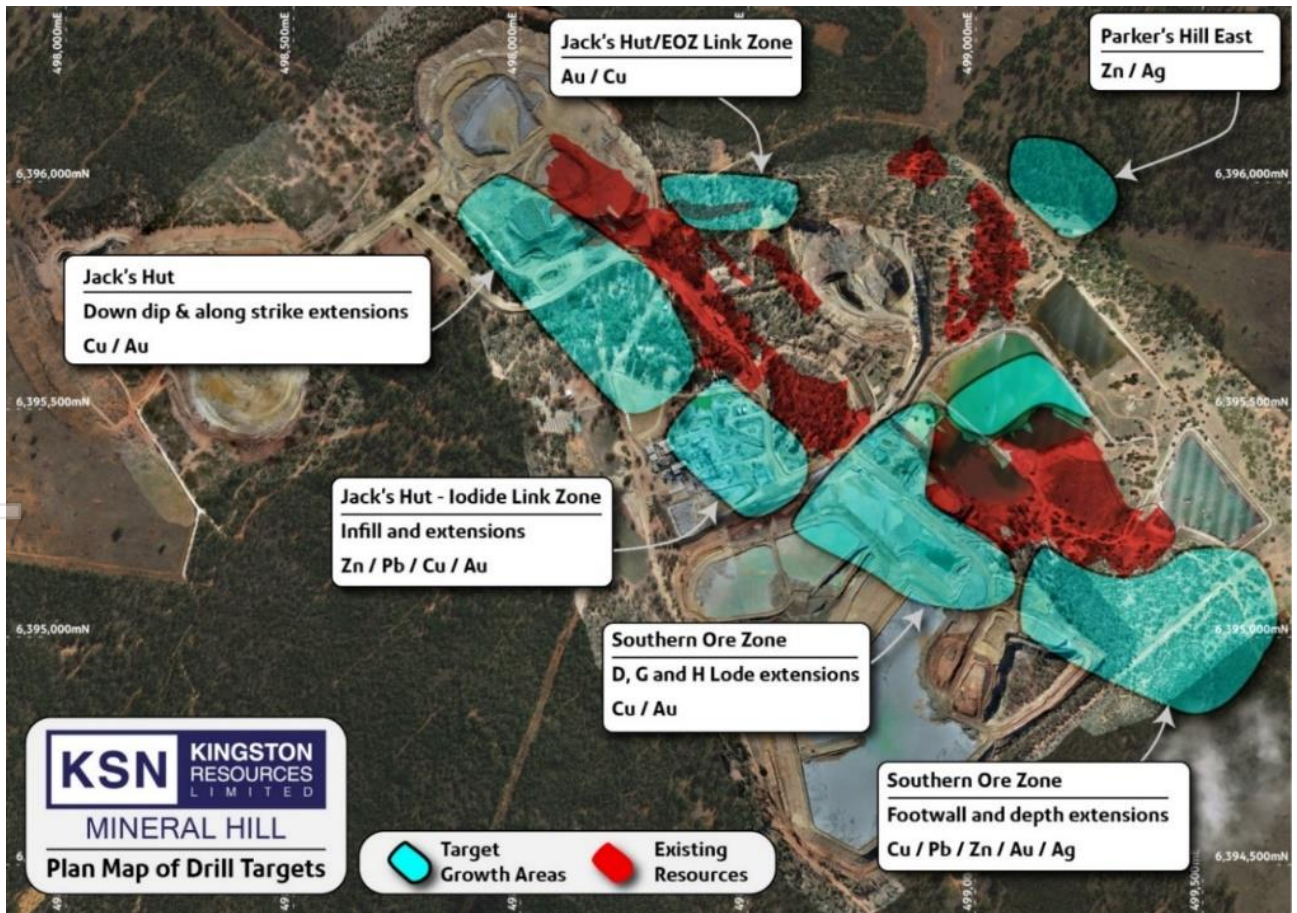 498,000mE
498,500mE
498,000mE
499,000mE
Jack's Hut/EOZ Link Zone
Au / Cu
Parker's Hill East
Zn / Ag
6,396,000mN
6,396,000mN
Jack's Hut
Down dip & along strike extensions
Cu / Au
6,395,500mN
6,395,500mN
Jack's Hut - Iodide Link Zone
Infill and extensions
Zn / Pb / Cu / Au
6,395,000mN
6,395,000mN
Southern Ore Zone
D, G and H Lode extensions
Cu / Au
Southern Ore Zone
Footwall and depth extensions
Cu / Pb / Zn / Au / Ag
KSN
KINGSTON
RESOURCES
LIMITED
MINERAL HILL
Plan Map of Drill Targets
Target
Growth Areas
Existing
Resources
6,394,500mN
499,500mE